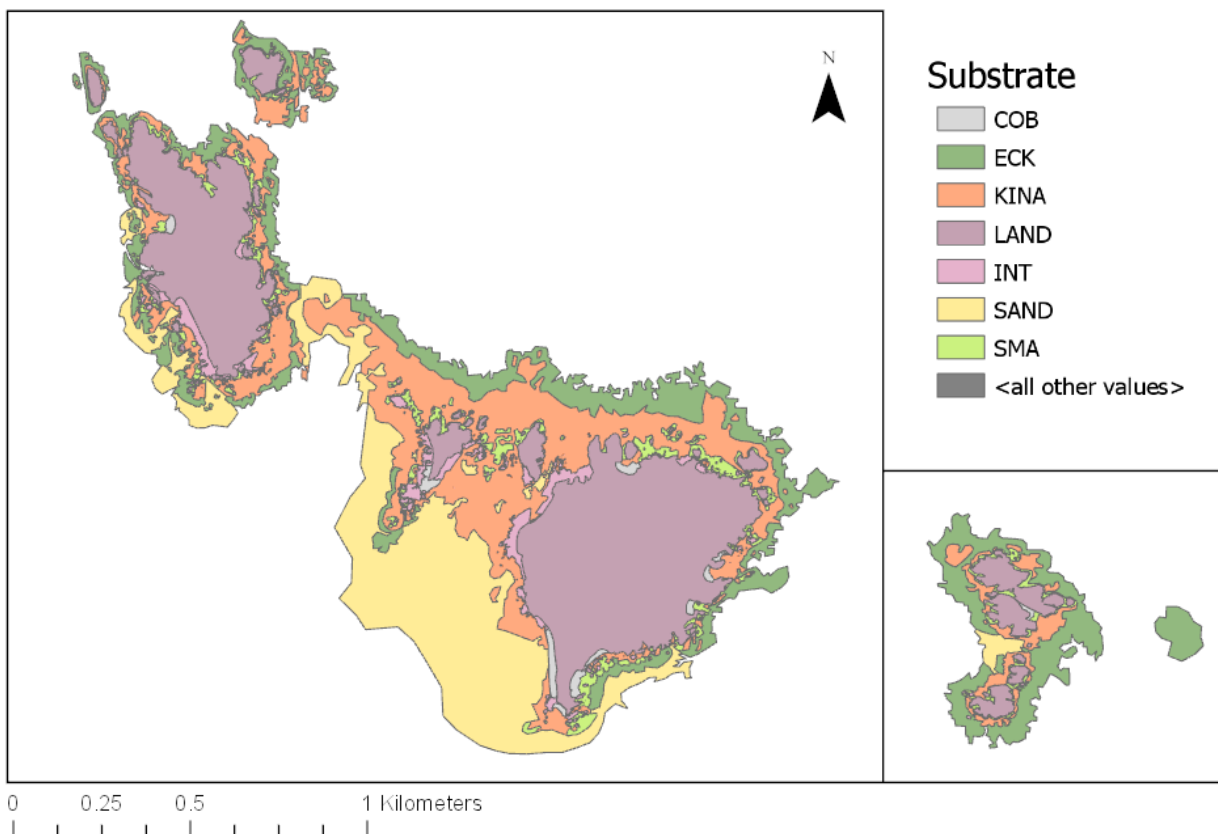 N
Substrate
COB
ECK
KINA
LAND
INT
SAND
SMA
<all other values>
0 0.25 0.5 1 Kilometers